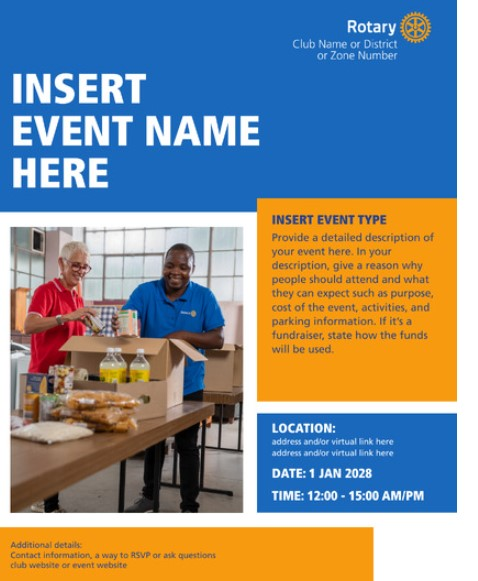 Rotary
Club Name or District
or Zone Number
INSERT
EVENT NAME
HERE
INSERT EVENT TYPE
Provide a detailed description of
your event here. In your
description, give a reason why
people should attend and what
they can expect such as purpose,
cost of the event, activities, and
parking information. If it's a
fundraiser, state how the funds
will be used.
LOCATION:
address and/or virtual link here
address and/or virtual link here
DATE: 1 JAN 2028
TIME: 12:00 - 15:00 AM/PM
Additional details:
Contact information, a way to RSVP or ask questions
club website or event website